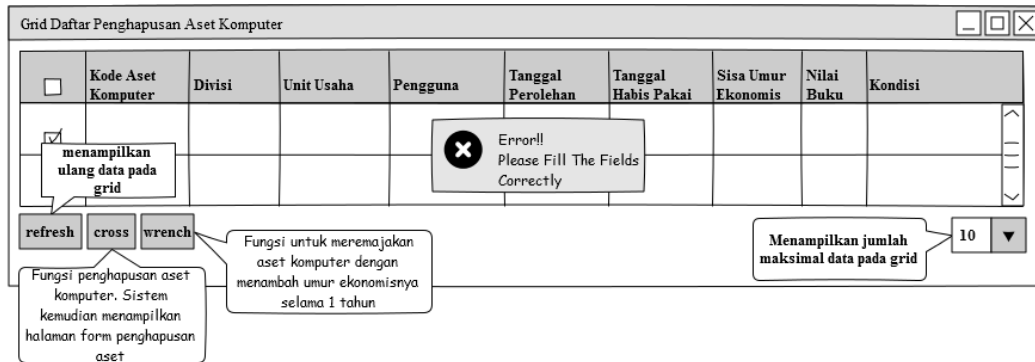 Grid Daftar Penghapusan Aset Komputer
Kode Aset
Komputer
Divisi
Unit Usaha
Pengguna
Tanggal
Perolehan
Tanggal
Habis Pakai
Sisa Umur
Ekonomis
Nilai
Buku
Kondisi
Error!!
Please Fill The Fields
Correctly
menampilkan
ulang data pada
grid
refresh
cross
wrench
Fungsi untuk meremajakan
aset komputer dengan
menambah umur ekonomisnya
selama 1 tahun
Menampilkan jumlah
maksimal data pada grid
10
Fungsi penghapusan aset
komputer. Sistem
kemudian menampilkan
halaman form penghapusan
aset